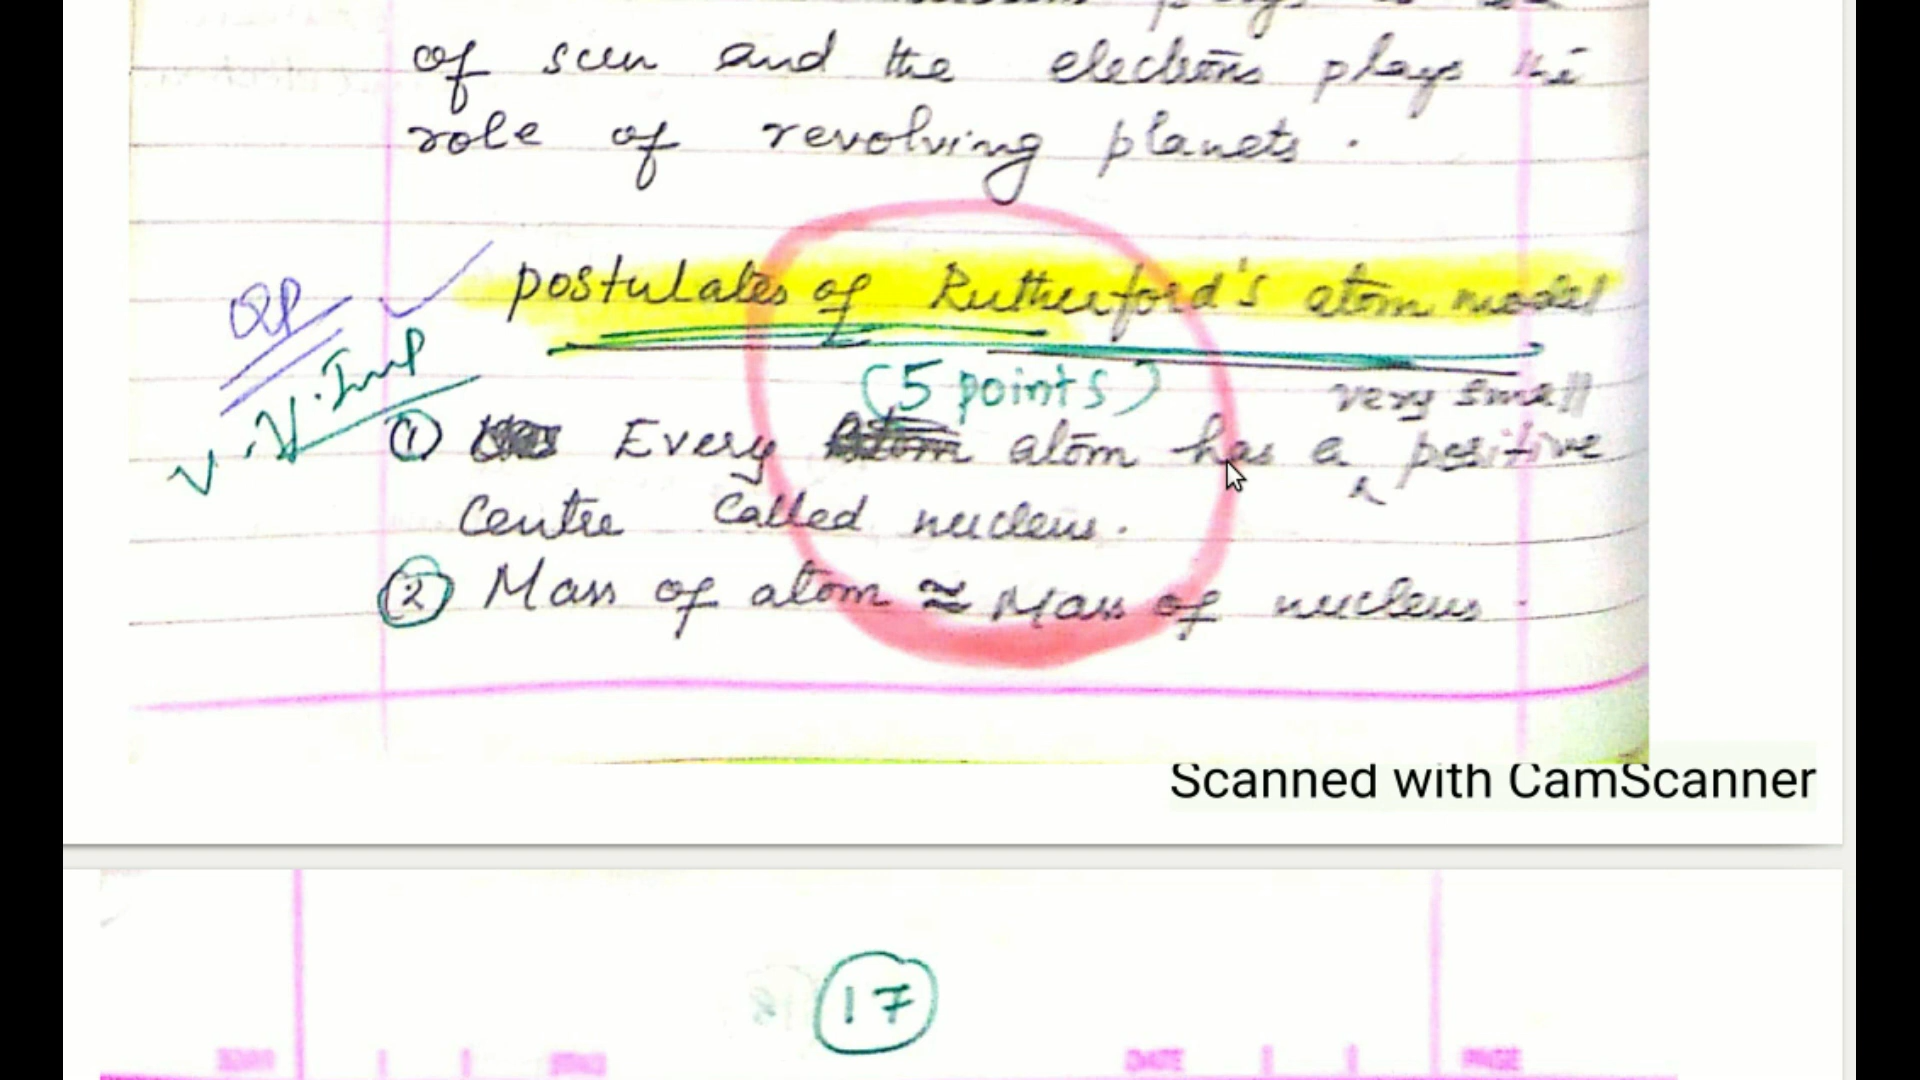 of sun and the electrons plays the
role of revolving planets.
QP
postulates of Rutherford's atom model
V.V.Imp
(5 points)
very small
① Every atom has a positive
Centre called nucleus.
② Mass of atom ≈ Mass of nucleus.
Scanned with CamScanner
17
DATE PAGE